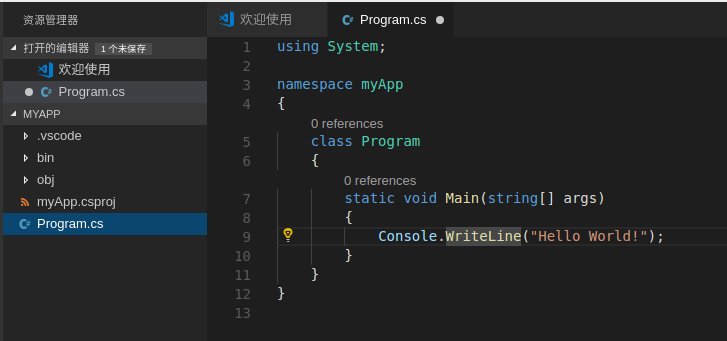 资源管理器
打开的编辑器 1 个未保存
欢迎使用
C# Program.cs
MYAPP
.vscode
bin
obj
myApp.csproj
C# Program.cs
欢迎使用
C# Program.cs
1 using System;
2
3 namespace myApp
4 {
0 references
5 class Program
6 {
0 references
7 static void Main(string[] args)
8 {
9 Console.WriteLine("Hello World!");
10 }
11 }
12 }
13